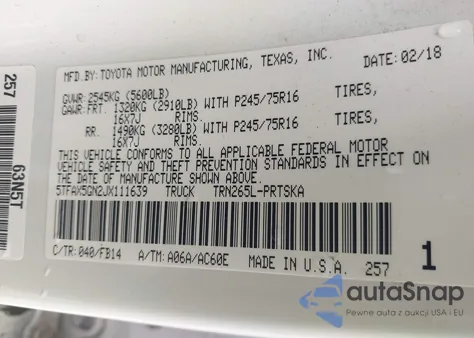 MFD.BY:TOYOTA MOTOR MANUFACTURING, TEXAS, INC. DATE:02/18
GVWR:2545KG (5600LB)
GAWR:FRT. 1320KG (2910LB) WITH P245/75R16 TIRES,
16X7J RIMS.
RR. 1490KG (3280LB) WITH P245/75R16 TIRES,
16X7J RIMS.
THIS VEHICLE CONFORMS TO ALL APPLICABLE FEDERAL MOTOR
VEHICLE SAFETY AND THEFT PREVENTION STANDARDS IN EFFECT ON
THE DATE OF MANUFACTURE SHOWN ABOVE.
5TFAX5GN2JX111639 TRUCK TRN265L-PRTSKA
C/TR:040/FB14 A/TM:A06A/AC60E MADE IN U.S.A. 257 1
257
63N5T
autoSnap
Pewne auta z aukcji USA i EU